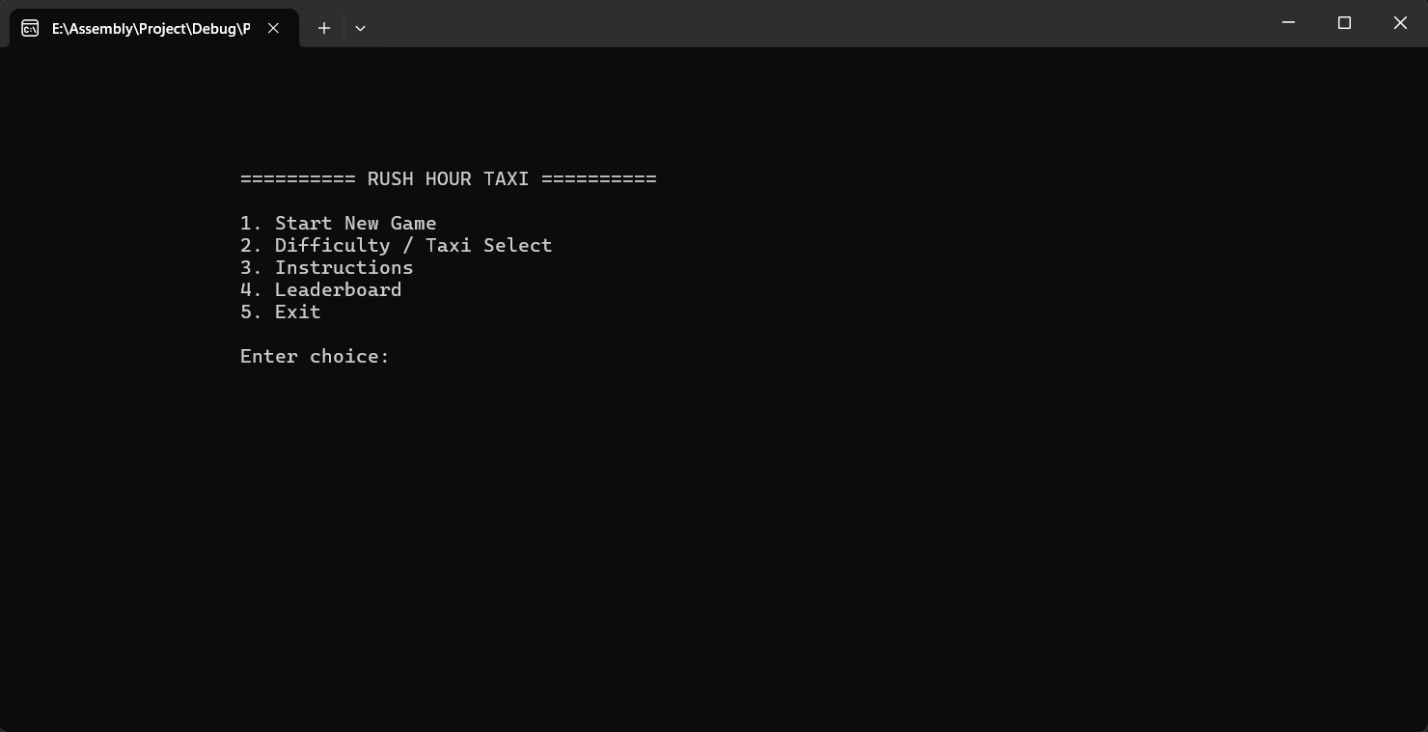 E:\Assembly\Project\Debug\P
========== RUSH HOUR TAXI ==========
1. Start New Game
2. Difficulty / Taxi Select
3. Instructions
4. Leaderboard
5. Exit
Enter choice: